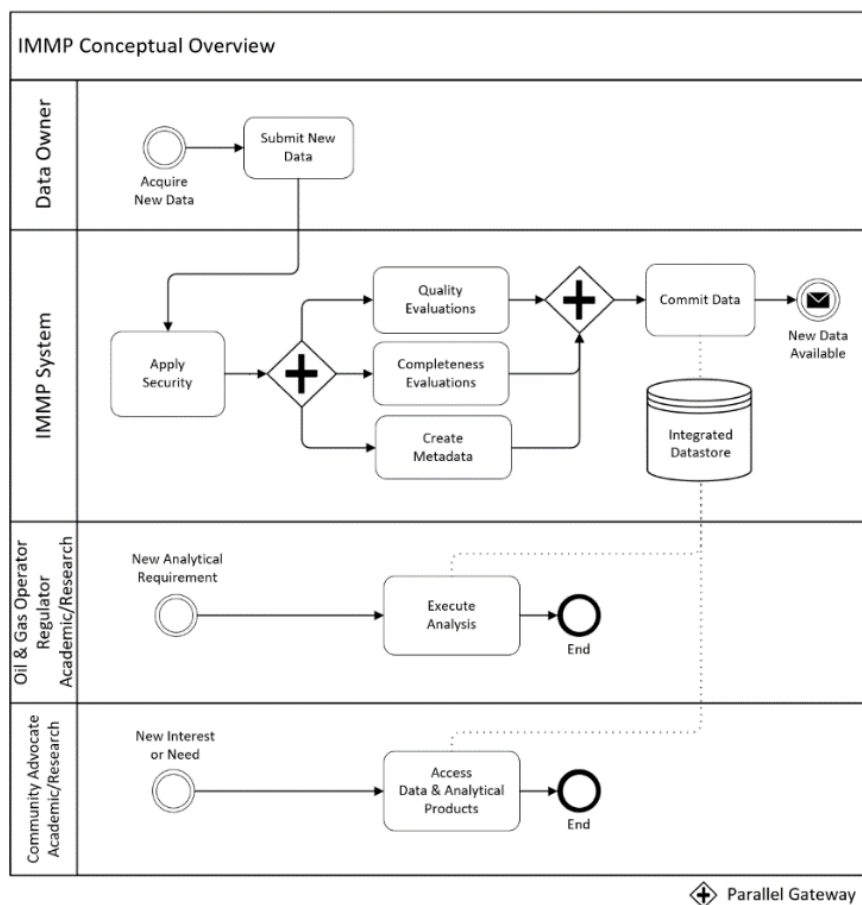 IMMP Conceptual Overview
Data Owner
Acquire
New Data
Submit New
Data
IMMP System
Apply
Security
Quality
Evaluations
Completeness
Evaluations
Create
Metadata
Commit Data
New Data
Available
Integrated
Datastore
Oil & Gas Operator
Regulator
Academic/Research
New Analytical
Requirement
Execute
Analysis
End
Community Advocate
Academic/Research
New Interest
or Need
Access
Data & Analytical
Products
End
Parallel Gateway